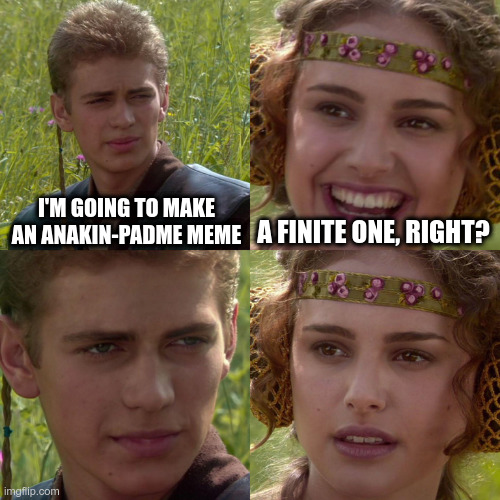 I'M GOING TO MAKE
AN ANAKIN-PADME MEME
A FINITE ONE, RIGHT?
imgflip.com